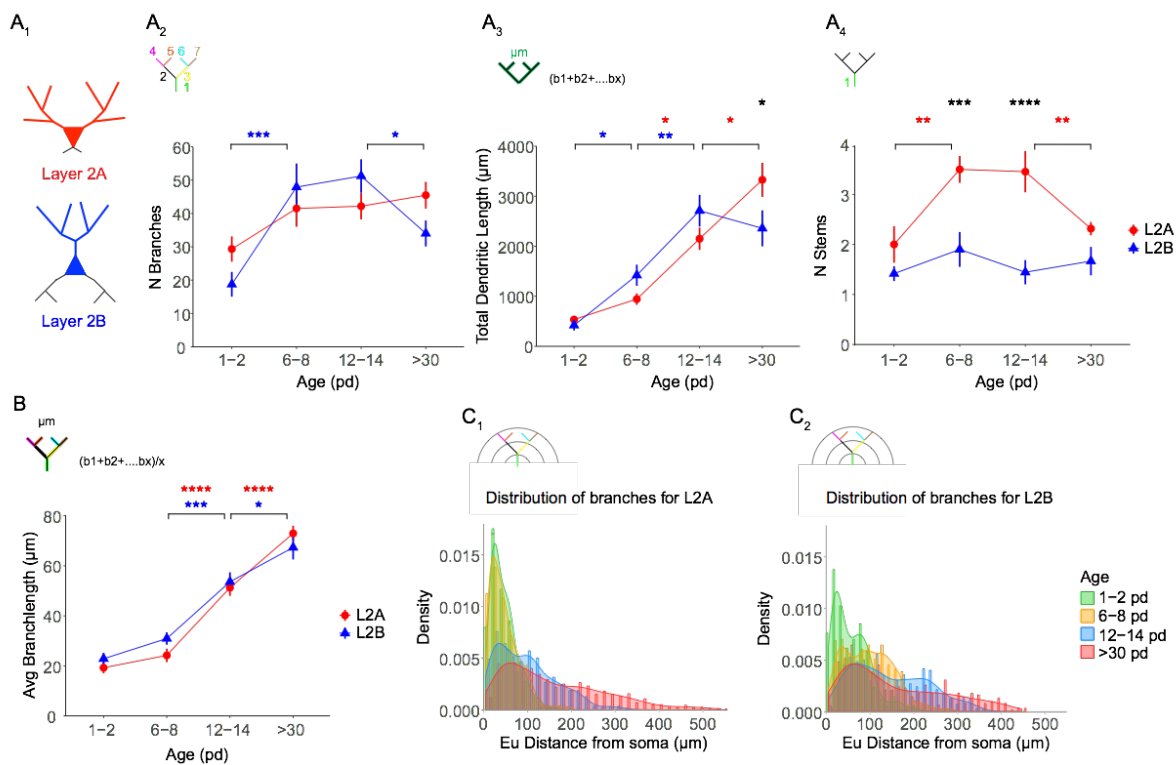 A1
Layer 2A
Layer 2B
A2
4 5 6 7
2 3
1
*** *
N Branches
60
50
40
30
20
10
0
1−2 6−8 12−14 >30
Age (pd)
A3
µm
(b1+b2+....bx)
*
* *
* **
Total Dendritic Length (µm)
4000
3000
2000
1000
0
1−2 6−8 12−14 >30
Age (pd)
A4
1
*** ****
** **
N Stems
4
3
2
1
0
1−2 6−8 12−14 >30
Age (pd)
L2A
L2B
B
µm
(b1+b2+....bx)/x
**** ****
*** *
Avg Branchlength (µm)
80
60
40
20
0
1−2 6−8 12−14 >30
Age (pd)
L2A
L2B
C1
Distribution of branches for L2A
Density
0.015
0.010
0.005
0.000
0 100 200 300 400 500
Eu Distance from soma (µm)
C2
Distribution of branches for L2B
Density
0.015
0.010
0.005
0.000
0 100 200 300 400 500
Eu Distance from soma (µm)
Age
1−2 pd
6−8 pd
12−14 pd
>30 pd